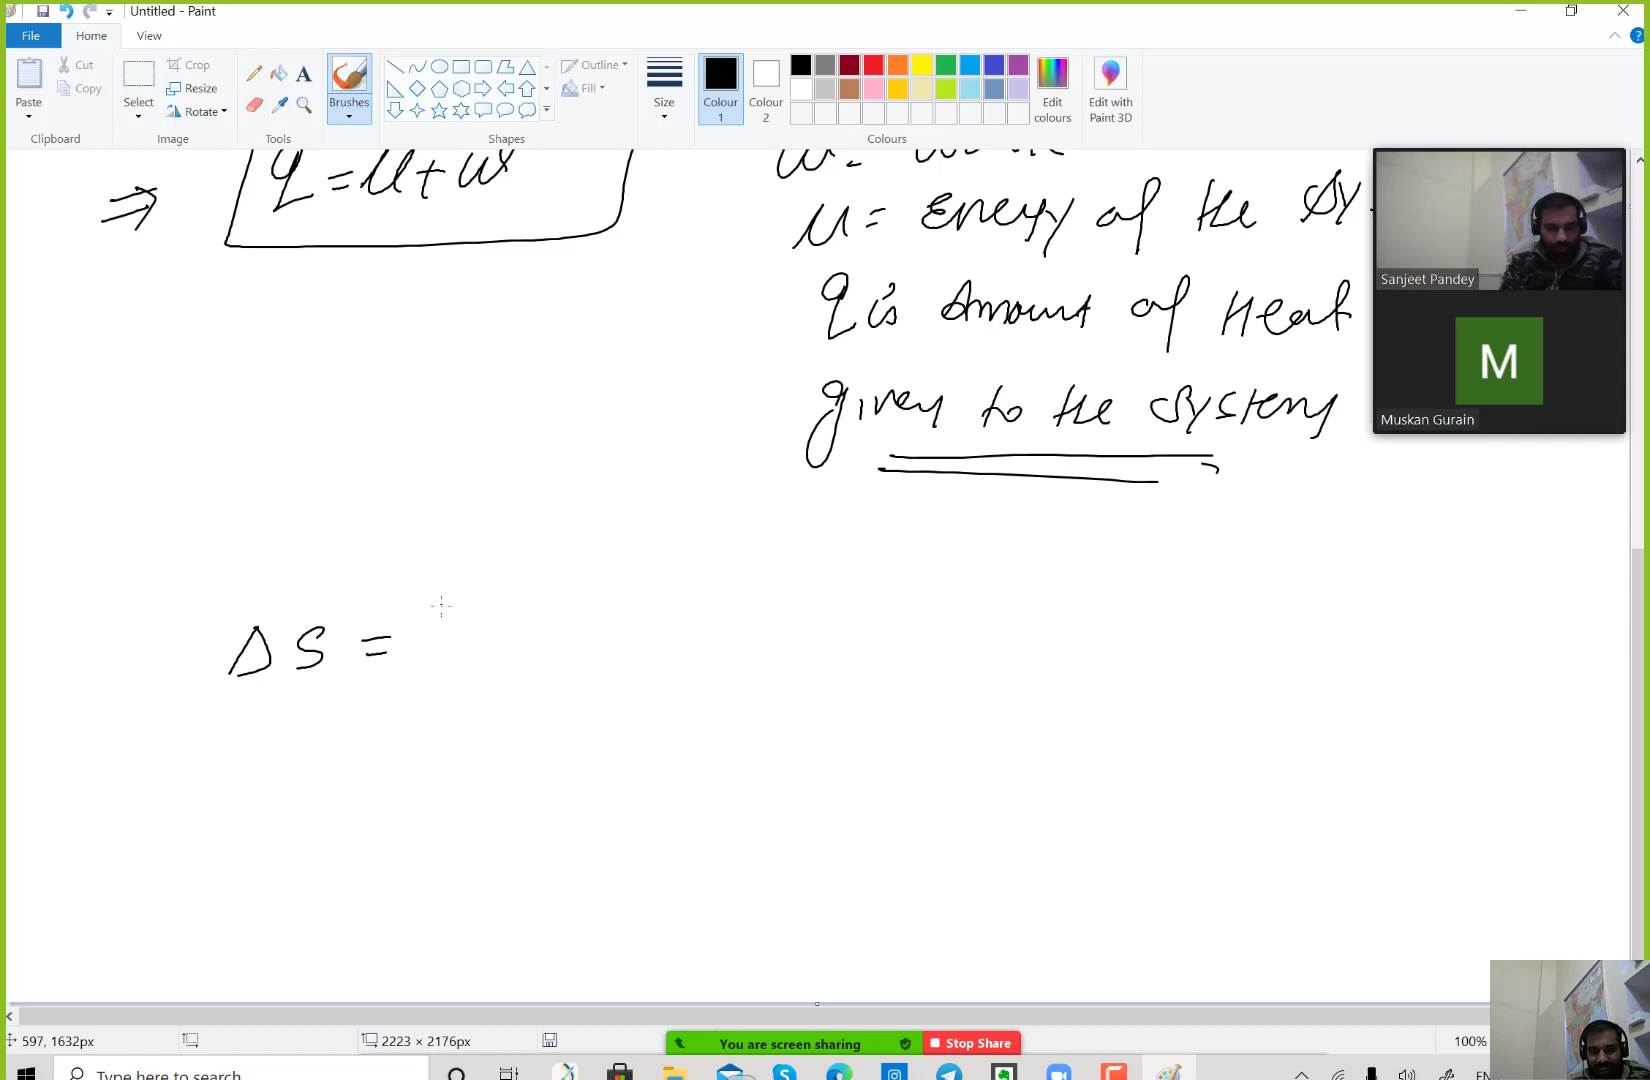 Untitled - Paint
File Home View
Cut
Copy
Paste
Clipboard
Crop
Resize
Rotate
Select
Image
Tools
Brushes
Shapes
Outline
Fill
Size
Colour 1
Colour 2
Edit colours
Edit with Paint 3D
Colours
⇒ q = u + w
u = Energy of the Sy
q is Amount of Heat
given to the System
Δ S =
Sanjeet Pandey
M
Muskan Gurain
597, 1632px
2223 × 2176px
You are screen sharing
Stop Share
100%
Type here to search